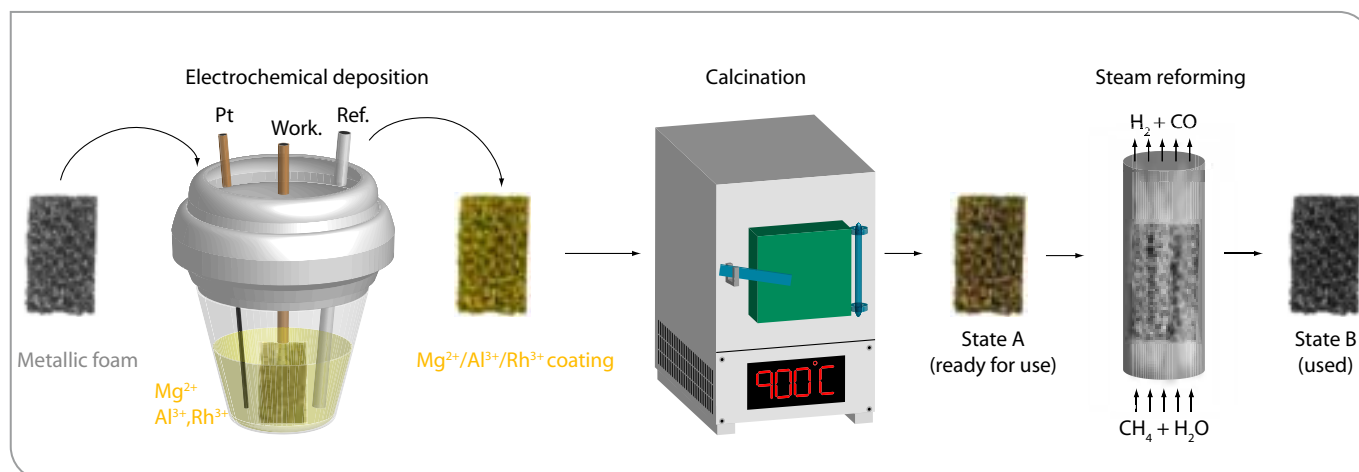 Electrochemical deposition
Pt
Work.
Ref.
Metallic foam
Mg²⁺
Al³⁺,Rh³⁺
Mg²⁺/Al³⁺/Rh³⁺ coating
Calcination
900°C
State A
(ready for use)
Steam reforming
H₂ + CO
CH₄ + H₂O
State B
(used)